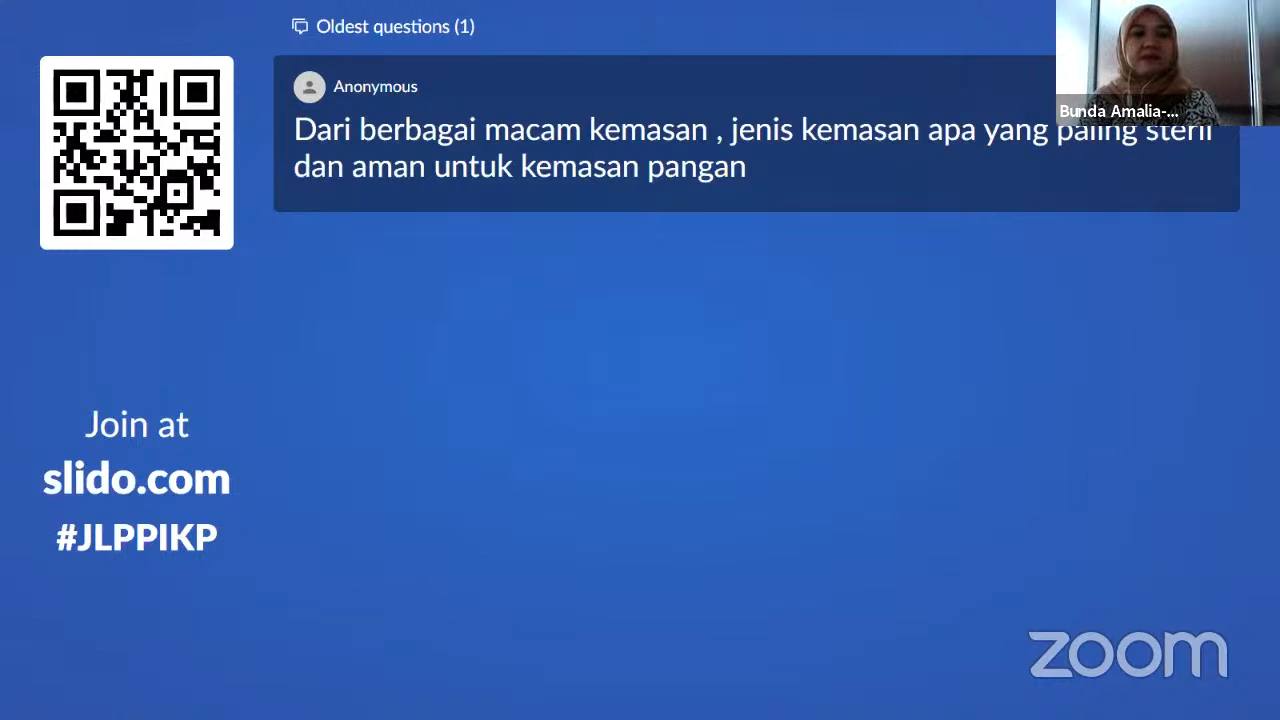 Oldest questions (1)
Anonymous
Dari berbagai macam kemasan , jenis kemasan apa yang paling steril
dan aman untuk kemasan pangan
Bunda Amalia-...
Join at
slido.com
#JLPPIKP
zoom